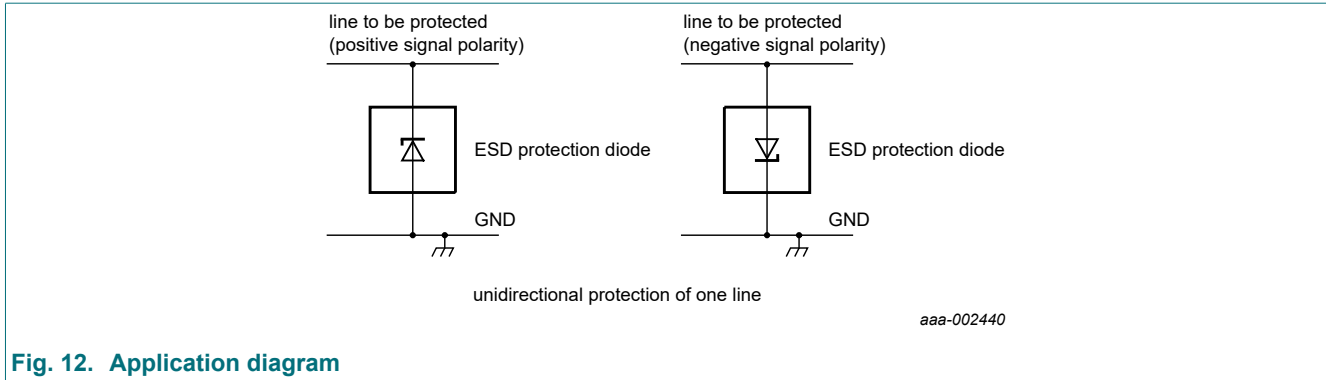 line to be protected
(positive signal polarity)
line to be protected
(negative signal polarity)
ESD protection diode
ESD protection diode
GND
GND
unidirectional protection of one line
aaa-002440
Fig. 12. Application diagram